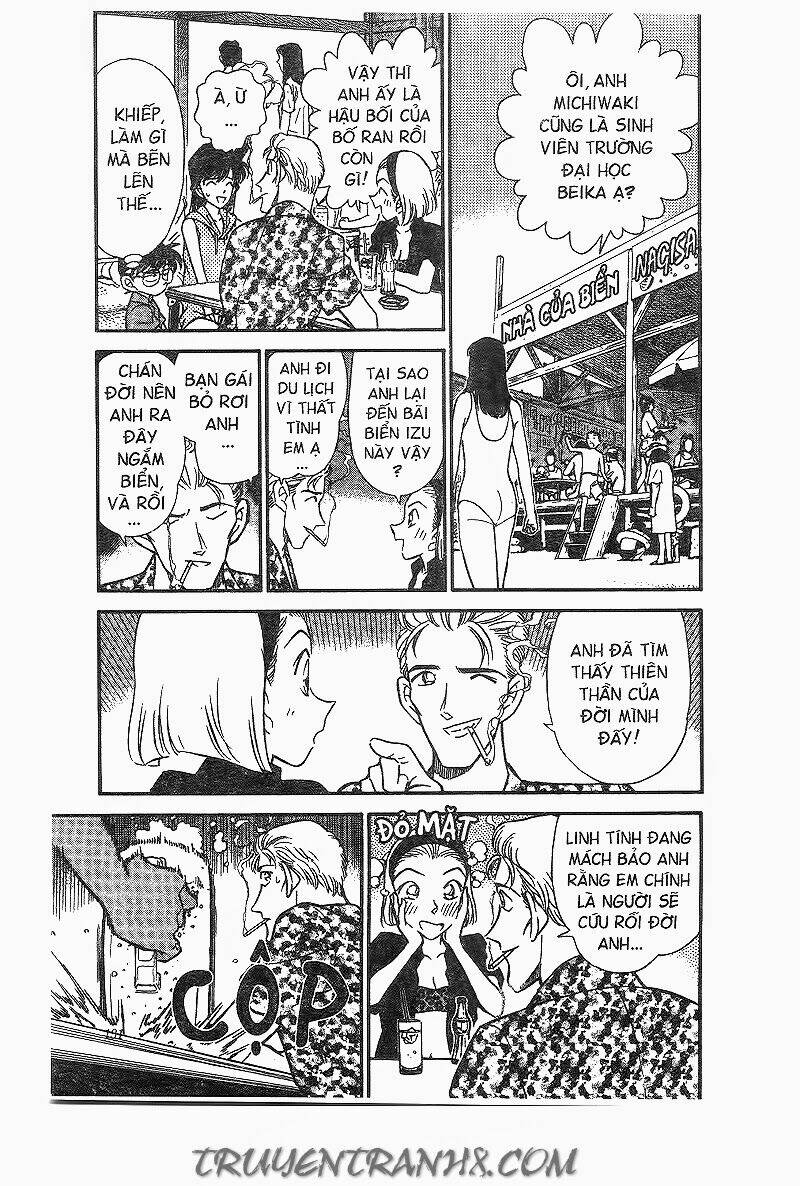 ÔI, ANH
MICHIWAKI
CŨNG LÀ SINH
VIÊN TRƯỜNG
ĐẠI HỌC
BEIKA Ạ?
NHÀ CỦA BIỂN
NAGISA
VẬY THÌ
ANH ẤY LÀ
HẬU BỐI CỦA
BỐ RAN RỒI
CÒN
GÌ!
À, Ừ
...
KHIẾP,
LÀM GÌ
MÀ BẼN
LẼN
THẾ...
TẠI SAO
ANH LẠI
ĐẾN BÃI
BIỂN IZU
NÀY VẬY
?
ANH ĐI
DU LỊCH
VÌ THẤT
TÌNH
EM Ạ
...
BẠN GÁI
BỎ RƠI
ANH
...
CHÁN
ĐỜI NÊN
ANH RA
ĐÂY
NGẮM
BIỂN,
VÀ RỒI
...
ANH ĐÃ TÌM
THẤY THIÊN
THẦN CỦA
ĐỜI MÌNH
ĐẤY!
LINH TÍNH ĐANG
MÁCH BẢO ANH
RẰNG EM CHÍNH
LÀ NGƯỜI SẼ
CỨU RỖI ĐỜI
ANH...
ĐỎ MẶT
CỘP
TRUYENTRANH8.COM